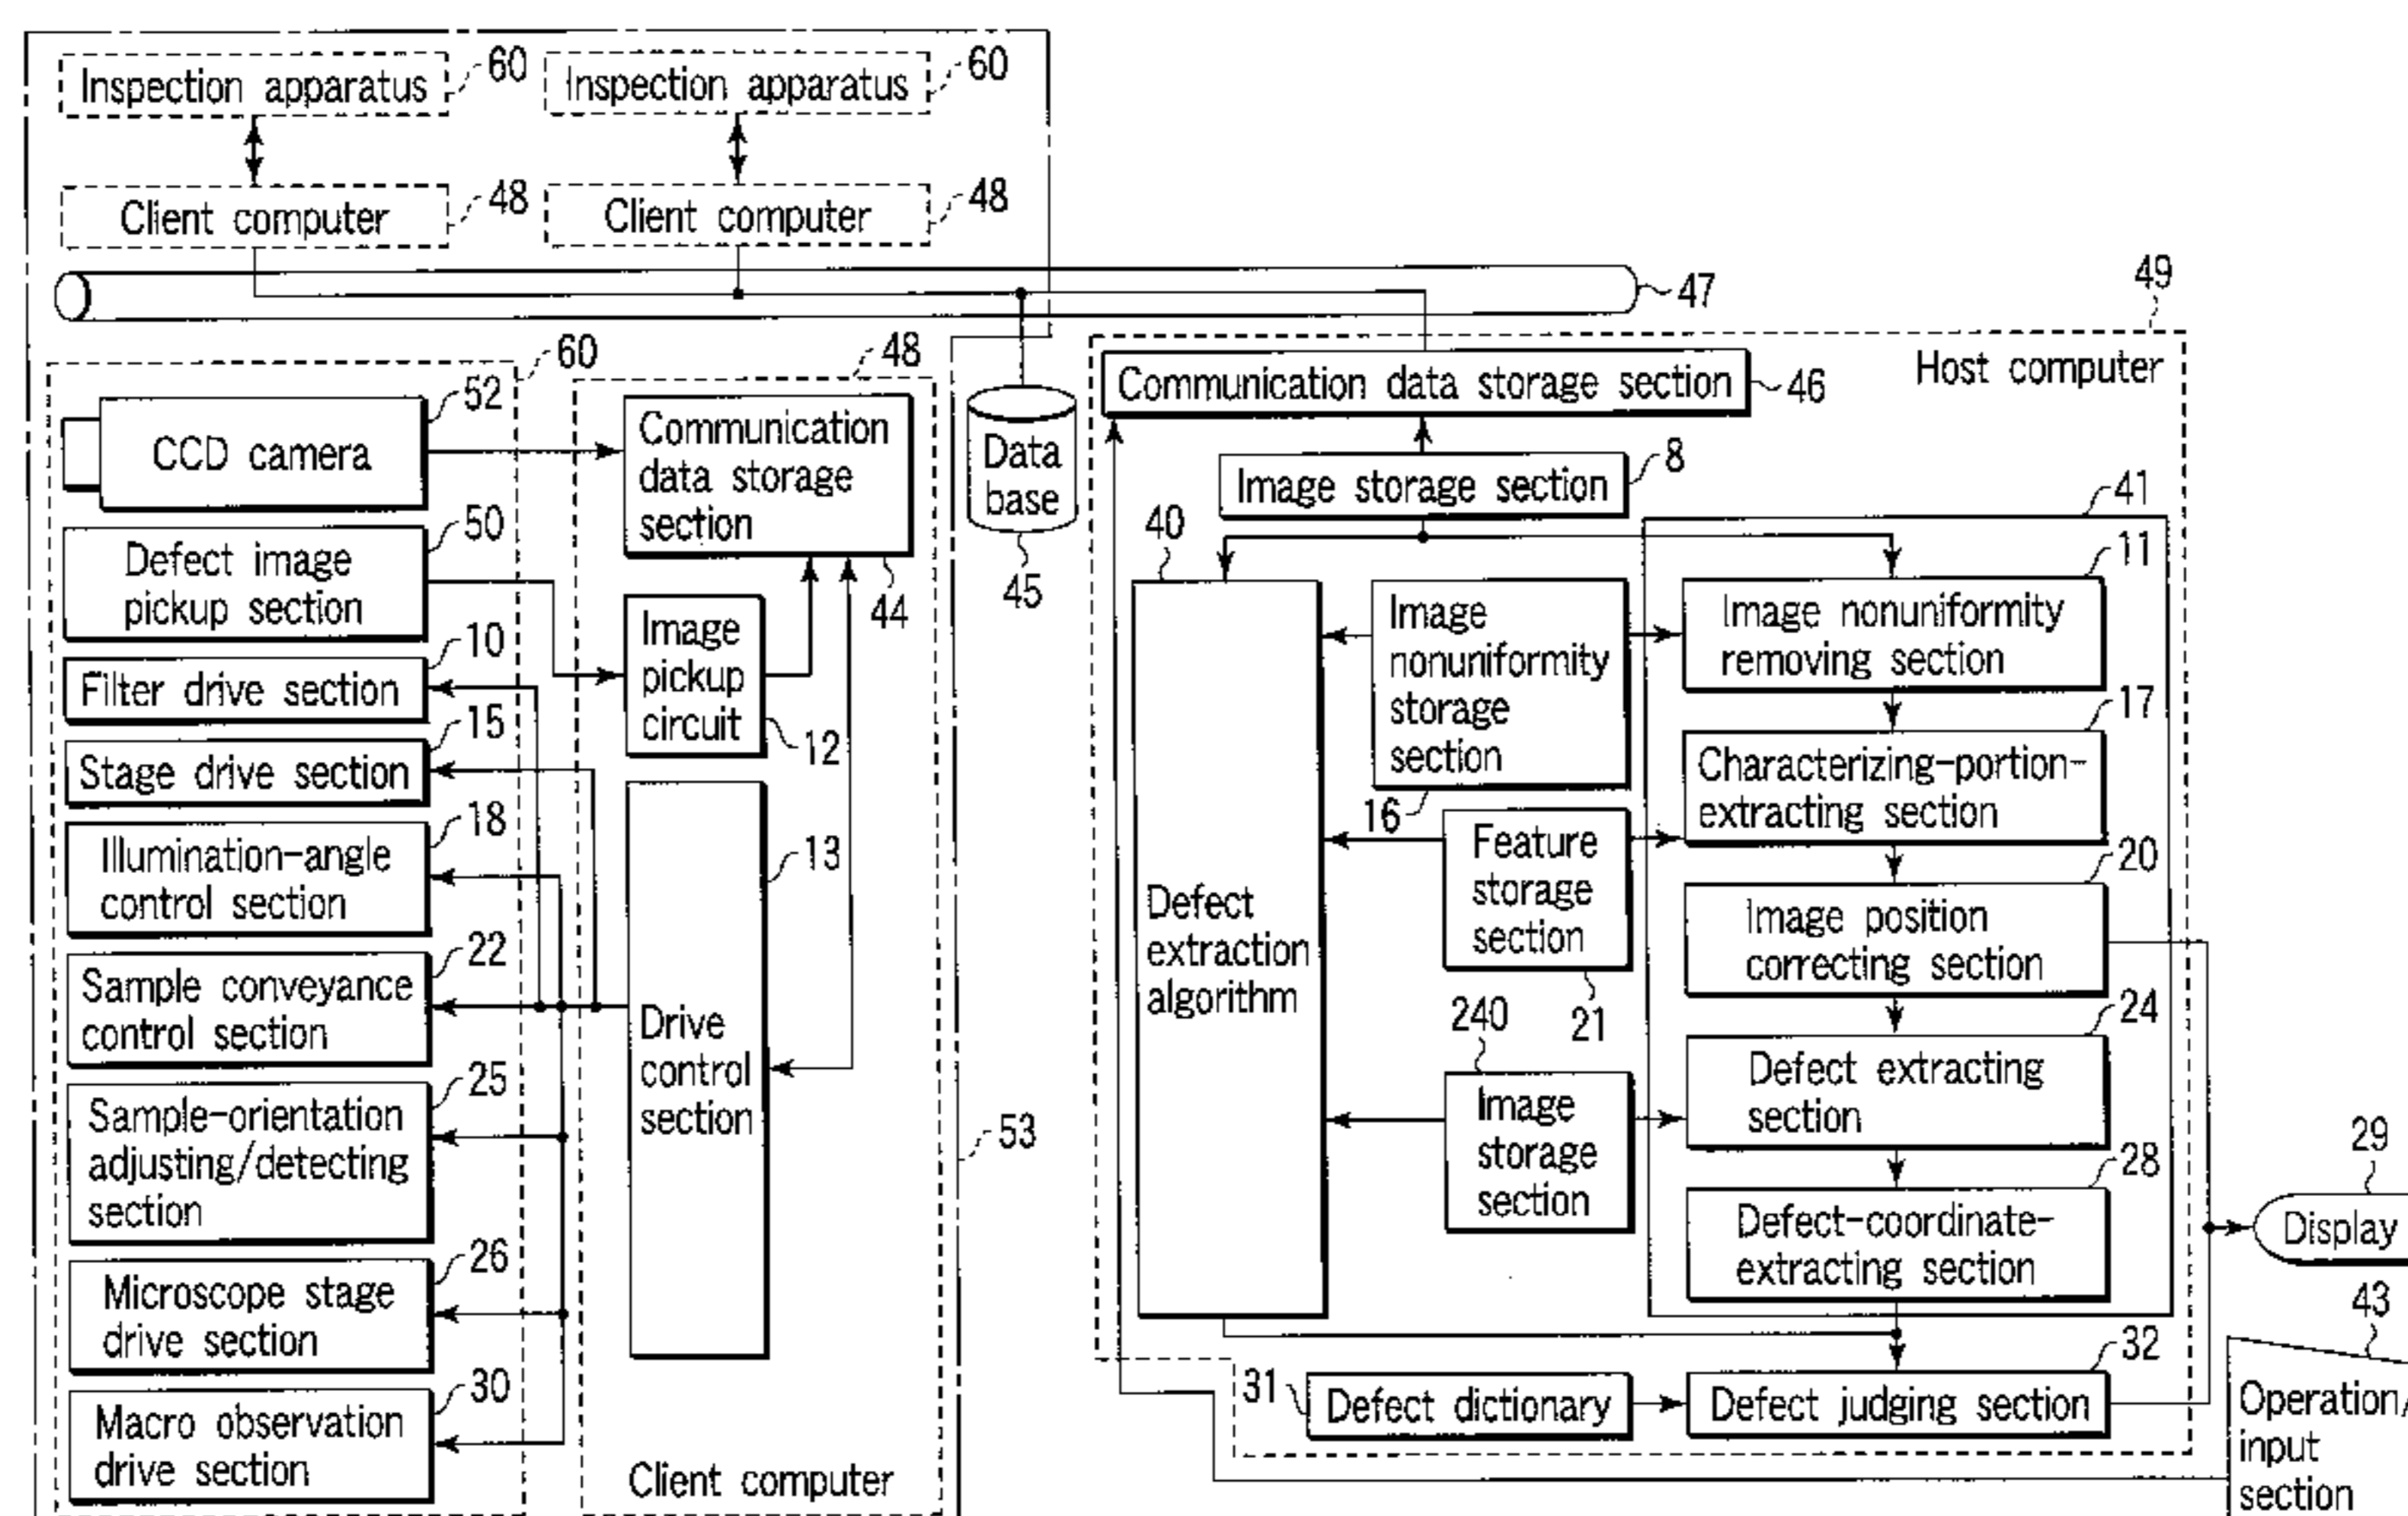 Inspection apparatus
60
Inspection apparatus
60
Client computer
48
Client computer
48
47
49
60
48
Host computer
CCD camera
52
Communication
data storage
section
44
Data
base
45
Communication data storage section
46
Image storage section
8
41
Defect image
pickup section
50
Image
pickup
circuit
12
Filter drive section
10
Stage drive section
15
Illumination-angle
control section
18
Sample conveyance
control section
22
Sample-orientation
adjusting/detecting
section
25
Microscope stage
drive section
26
Macro observation
drive section
30
Drive
control
section
13
Client computer
53
40
Defect
extraction
algorithm
Image
nonuniformity
storage
section
16
Feature
storage
section
21
240
Image
storage
section
Image nonuniformity
removing section
11
Characterizing-portion-
extracting section
17
Image position
correcting section
20
Defect extracting
section
24
Defect-coordinate-
extracting section
28
31
Defect dictionary
Defect judging section
32
29
Display
43
Operation/
input
section